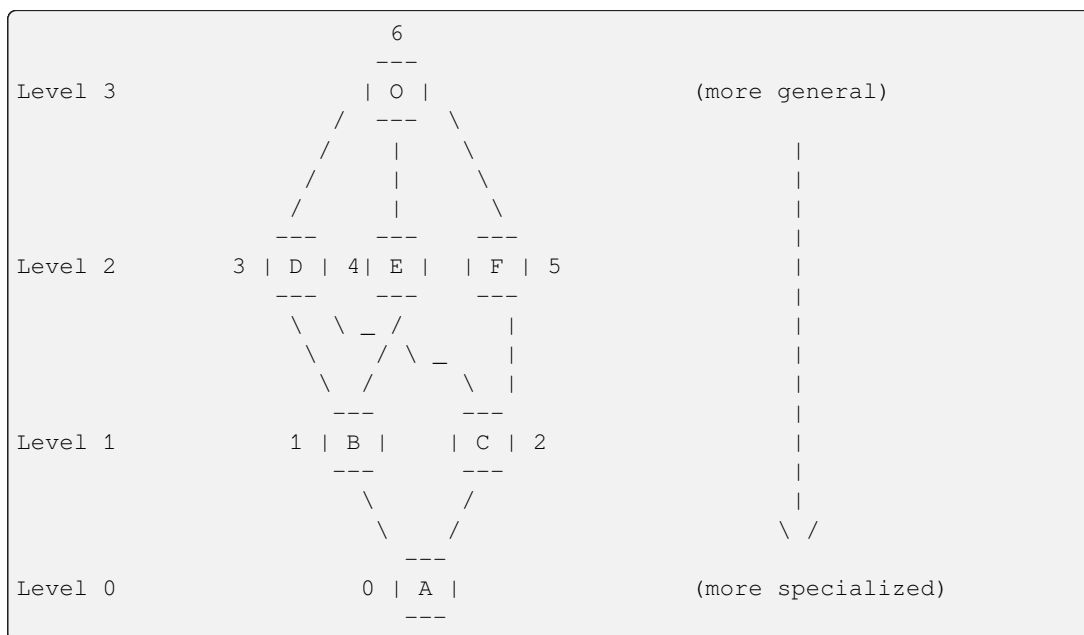 6
                         ---
Level 3                 | O |                  (more general)
                      /  ---  \
                     /    |    \                      |
                    /     |     \                     |
                   /      |      \                    |
                  ---    ---    ---                   |
Level 2        3 | D | 4| E |  | F | 5                |
                  ---    ---    ---                   |
                   \  \ _ /       |                   |
                    \    / \ _    |                   |
                     \  /      \  |                   |
                      ---      ---                    |
Level 1            1 | B |    | C | 2                 |
                      ---      ---                    |
                        \      /                      |
                         \    /                      \ /
                           ---
Level 0                 0 | A |                (more specialized)
                           ---